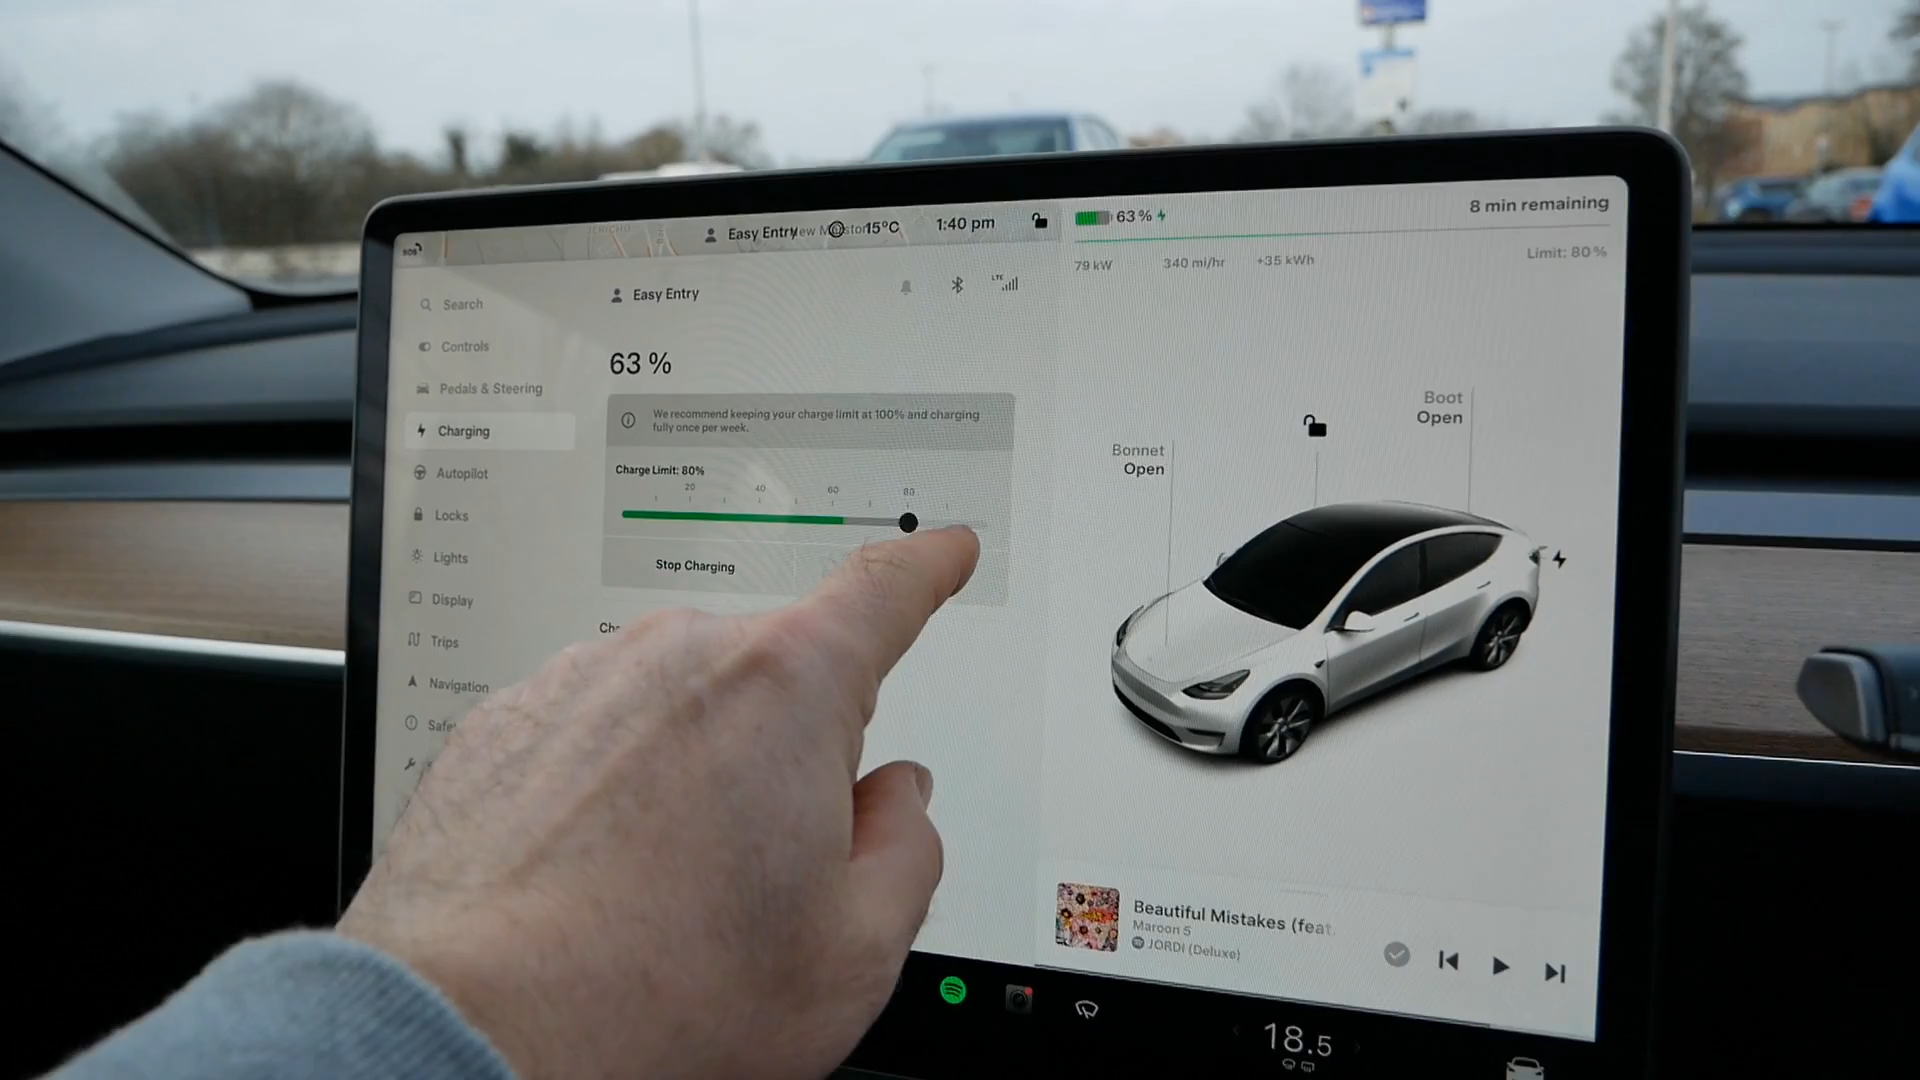 SOS
JERICHO
Easy Entry
15°C
1:40 pm
63 %
8 min remaining
79 kW
340 mi/hr
+35 kWh
Limit: 80 %
Search
Controls
Pedals & Steering
Charging
Autopilot
Locks
Lights
Display
Trips
Navigation
Easy Entry
LTE
63 %
We recommend keeping your charge limit at 100% and charging
fully once per week.
Charge Limit: 80%
20
40
60
80
Stop Charging
Bonnet
Open
Boot
Open
Beautiful Mistakes (feat.
Maroon 5
JORDI (Deluxe)
18.5